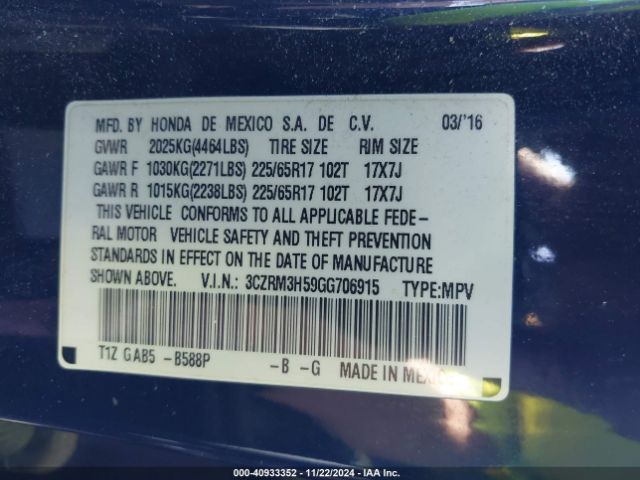 MFD. BY HONDA DE MEXICO S.A. DE C.V. 03/'16
GVWR 2025KG(4464LBS) TIRE SIZE RIM SIZE
GAWR F 1030KG(2271LBS) 225/65R17 102T 17X7J
GAWR R 1015KG(2238LBS) 225/65R17 102T 17X7J
THIS VEHICLE CONFORMS TO ALL APPLICABLE FEDE-
RAL MOTOR VEHICLE SAFETY AND THEFT PREVENTION
STANDARDS IN EFFECT ON THE DATE OF MANUFACTURE
SHOWN ABOVE. V.I.N.: 3CZRM3H59GG706915 TYPE:MPV
T1Z GAB5 -B588P -B -G MADE IN MEXICO
000-40933352 - 11/22/2024 - IAA Inc.